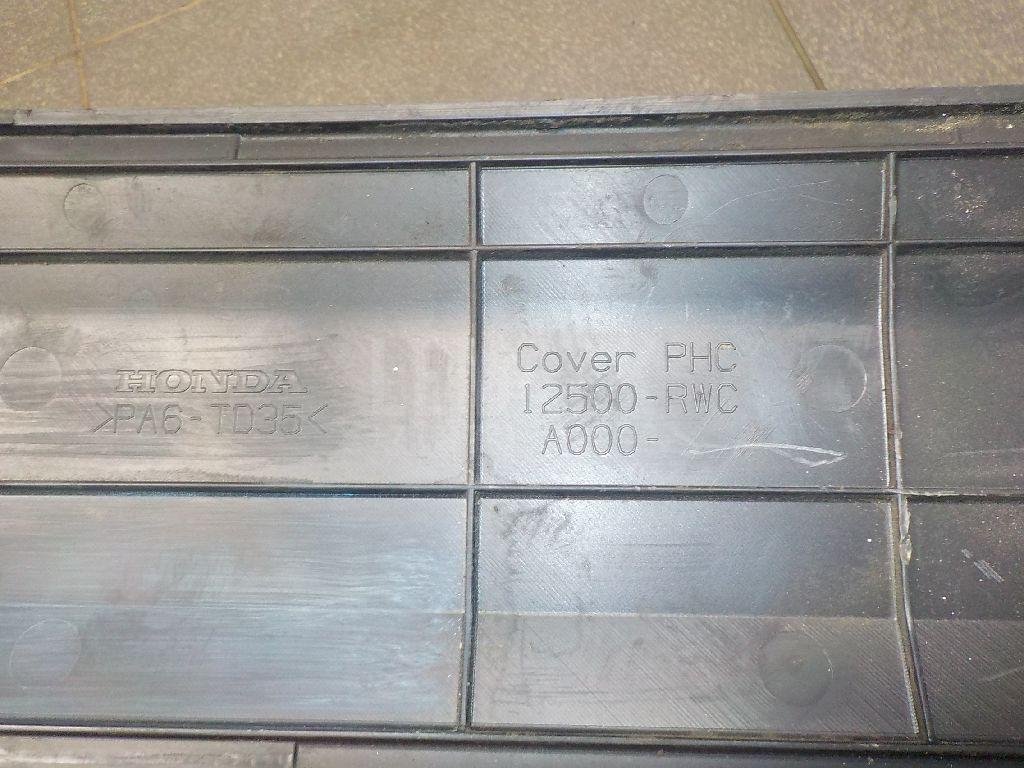 HONDA
>PA6-TD35<
Cover PHC
12500-RWC
A000-